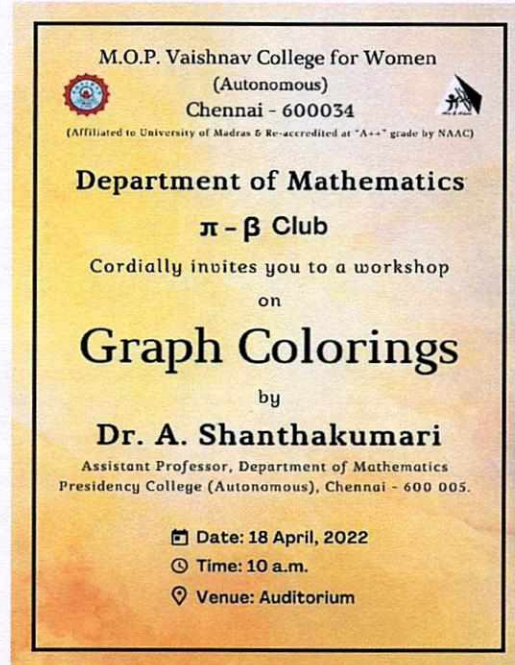 M.O.P. Vaishnav College for Women
(Autonomous)
Chennai - 600034
(Affiliated to University of Madras & Re-accredited at "A++" grade by NAAC)
Department of Mathematics
π - β Club
Cordially invites you to a workshop
on
Graph Colorings
by
Dr. A. Shanthakumari
Assistant Professor, Department of Mathematics
Presidency College (Autonomous), Chennai - 600 005.
Date: 18 April, 2022
Time: 10 a.m.
Venue: Auditorium